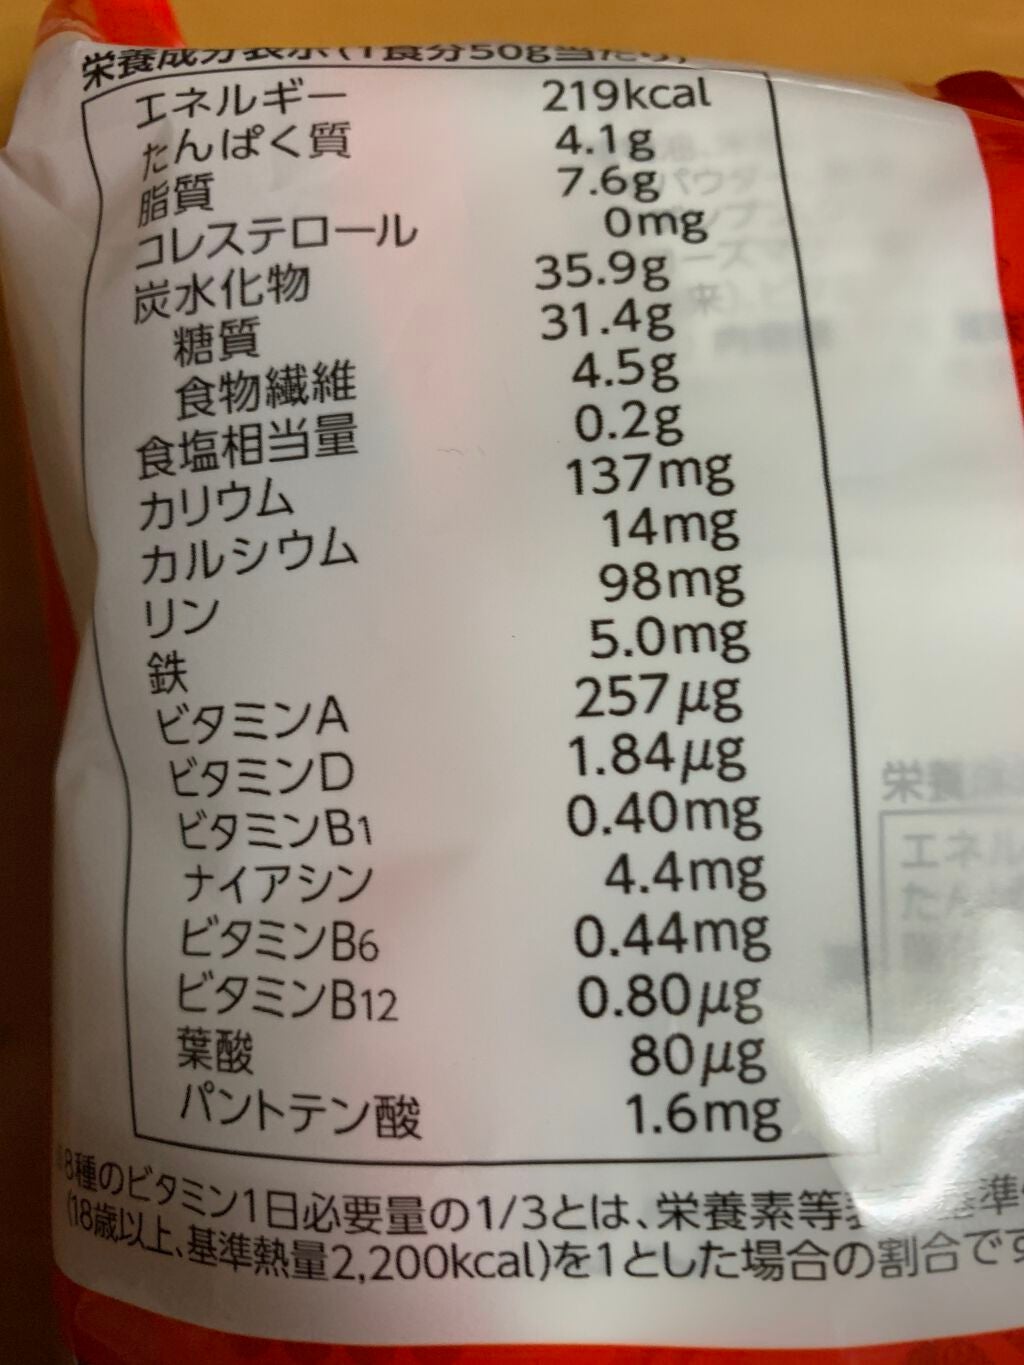 栄養成分表示(1食分50g当たり)
エネルギー 219kcal
たんぱく質 4.1g
脂質 7.6g
コレステロール 0mg
炭水化物 35.9g
糖質 31.4g
食物繊維 4.5g
食塩相当量 0.2g
カリウム 137mg
カルシウム 14mg
リン 98mg
鉄 5.0mg
ビタミンA 257μg
ビタミンD 1.84μg
ビタミンB1 0.40mg
ナイアシン 4.4mg
ビタミンB6 0.44mg
ビタミンB12 0.80μg
葉酸 80μg
パントテン酸 1.6mg
8種のビタミン1日必要量の1/3とは、栄養素等 基準
(18歳以上、基準熱量2,200kcal)を1とした場合の割合です